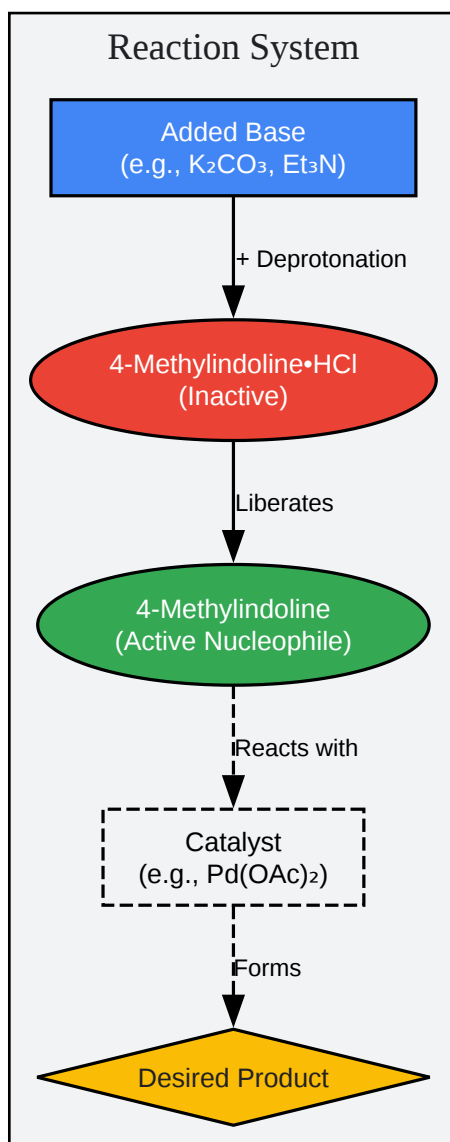 Reaction System
Added Base
(e.g., K₂CO₃, Et₃N)
+ Deprotonation
4-Methylindoline•HCl
(Inactive)
Liberates
4-Methylindoline
(Active Nucleophile)
Reacts with
Catalyst
(e.g., Pd(OAc)₂)
Forms
Desired Product